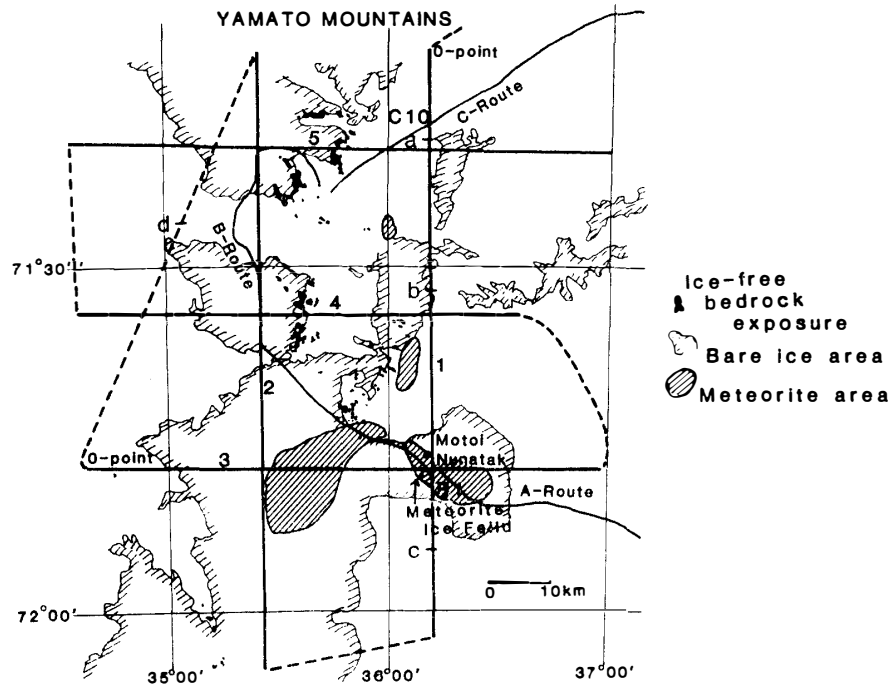 YAMATO MOUNTAINS
0-point
C-Route
C10
a
5
d
B-Route
71°30'
b
4
Ice-free
bedrock
exposure
Bare ice area
Meteorite area
1
2
0-point
3
Motoi
Nunatak
A-Route
Meteorite
Ice Feild
C
0 10km
72°00'
35°00'
36°00'
37°00'